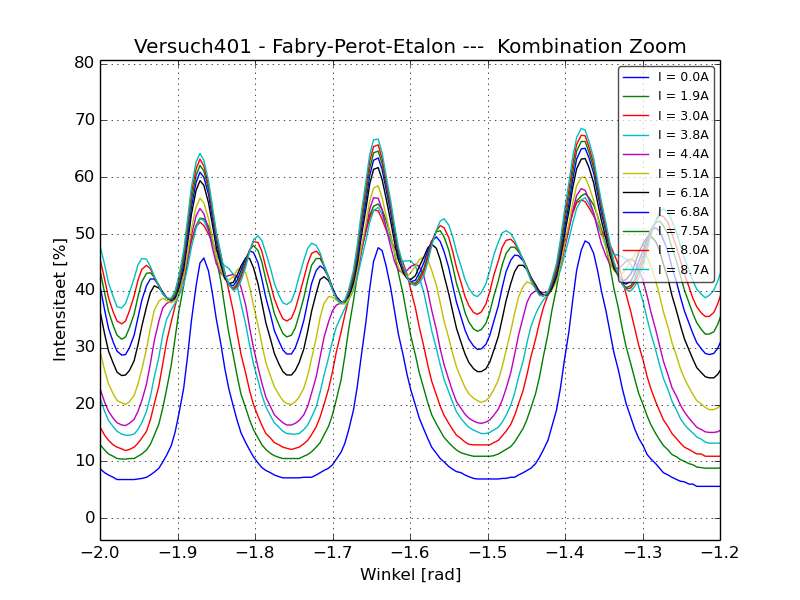 Versuch401 - Fabry-Perot-Etalon ---  Kombination Zoom
80
70
60
50
40
30
20
10
0
Intensitaet [%]
I = 0.0A
I = 1.9A
I = 3.0A
I = 3.8A
I = 4.4A
I = 5.1A
I = 6.1A
I = 6.8A
I = 7.5A
I = 8.0A
I = 8.7A
−2.0 −1.9 −1.8 −1.7 −1.6 −1.5 −1.4 −1.3 −1.2
Winkel [rad]